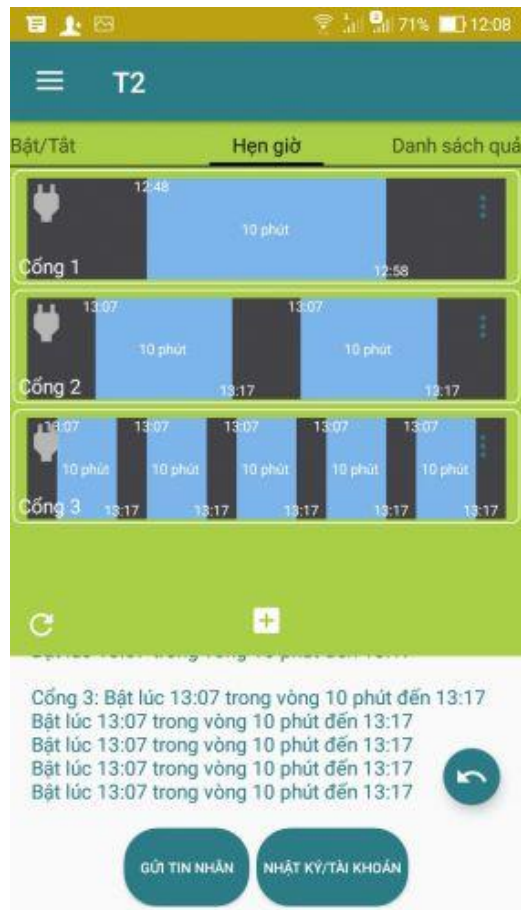 71% 12:08
T2
Bật/Tắt Hẹn giờ Danh sách quả
12:48
10 phút
Cổng 1
12:58
13:07 13:07
10 phút 10 phút
Cổng 2
13:17 13:17
13:07 13:07 13:07 13:07 13:07
10 phút 10 phút 10 phút 10 phút 10 phút
Cổng 3
13:17 13:17 13:17 13:17 13:17
Cổng 3: Bật lúc 13:07 trong vòng 10 phút đến 13:17
Bật lúc 13:07 trong vòng 10 phút đến 13:17
Bật lúc 13:07 trong vòng 10 phút đến 13:17
Bật lúc 13:07 trong vòng 10 phút đến 13:17
Bật lúc 13:07 trong vòng 10 phút đến 13:17
GỬI TIN NHẮN NHẬT KÝ/TÀI KHOẢN